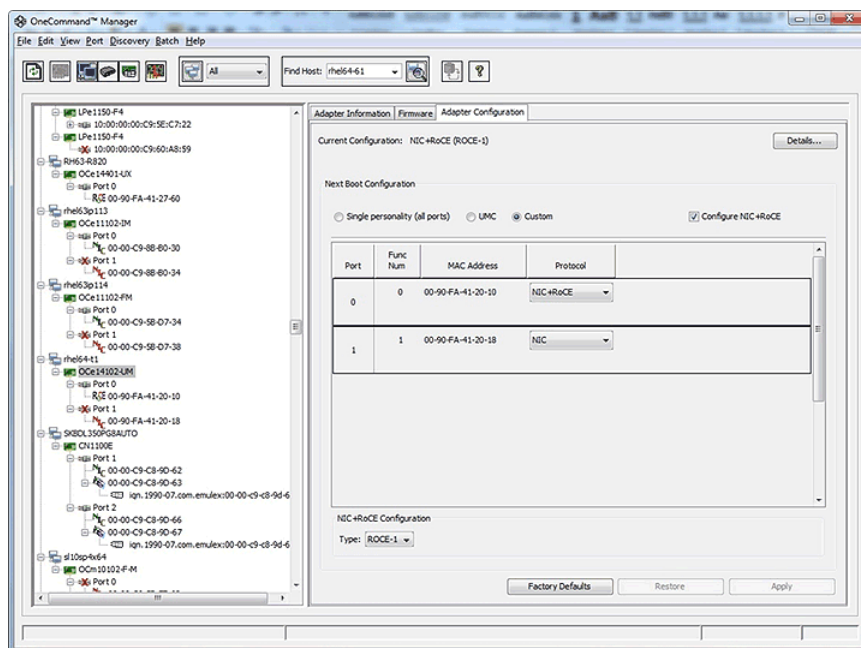 OneCommand™ Manager
File Edit View Port Discovery Batch Help
All
Find Host: rhel64-61
LPe1150-F4
10:00:00:00:C9:5E:C7:22
LPe1150-F4
10:00:00:00:C9:60:A8:59
RH63-R820
OCe14401-UX
Port 0
00-90-FA-41-27-60
rhel63p113
OCe11102-IM
Port 0
00-00-C9-8B-B0-30
Port 1
00-00-C9-8B-B0-34
rhel63p114
OCe11102-FM
Port 0
00-00-C9-5B-D7-34
Port 1
00-00-C9-5B-D7-38
rhel64-t1
OCe14102-UM
Port 0
00-90-FA-41-20-10
Port 1
00-90-FA-41-20-18
SKBDL350PG8AUTO
CN1100E
Port 1
00-00-C9-C8-9D-62
00-00-C9-C8-9D-63
iqn.1990-07.com.emulex:00-00-c9-c8-9d-6
Port 2
00-00-C9-C8-9D-66
00-00-C9-C8-9D-67
iqn.1990-07.com.emulex:00-00-c9-c8-9d-6
sl10sp4x64
OCm10102-F-M
Port 0
Adapter Information Firmware Adapter Configuration
Current Configuration: NIC+RoCE (ROCE-1)
Details...
Next Boot Configuration
Single personality (all ports) UMC Custom Configure NIC+RoCE
Port Func Num MAC Address Protocol
0 0 00-90-FA-41-20-10 NIC+RoCE
1 1 00-90-FA-41-20-18 NIC
NIC+RoCE Configuration
Type: ROCE-1
Factory Defaults Restore Apply